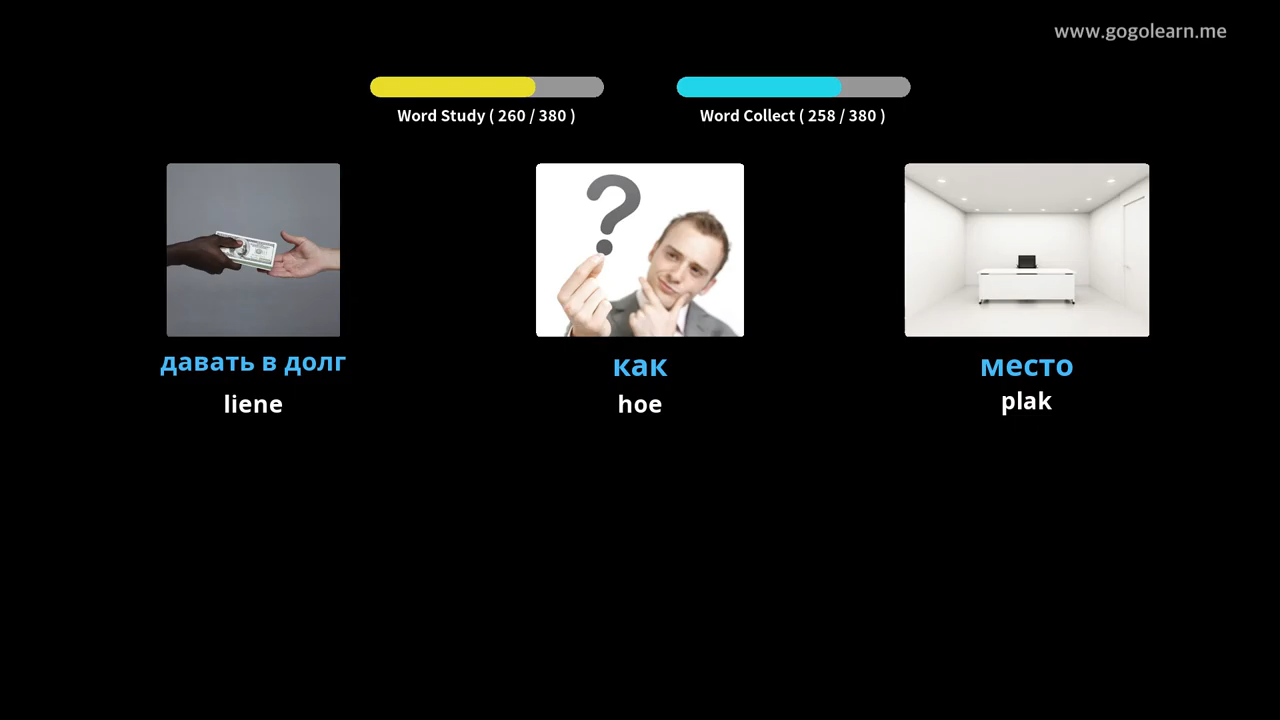 www.gogolearn.me
Word Study ( 260 / 380 )
Word Collect ( 258 / 380 )
давать в долг
liene
как
hoe
место
plak